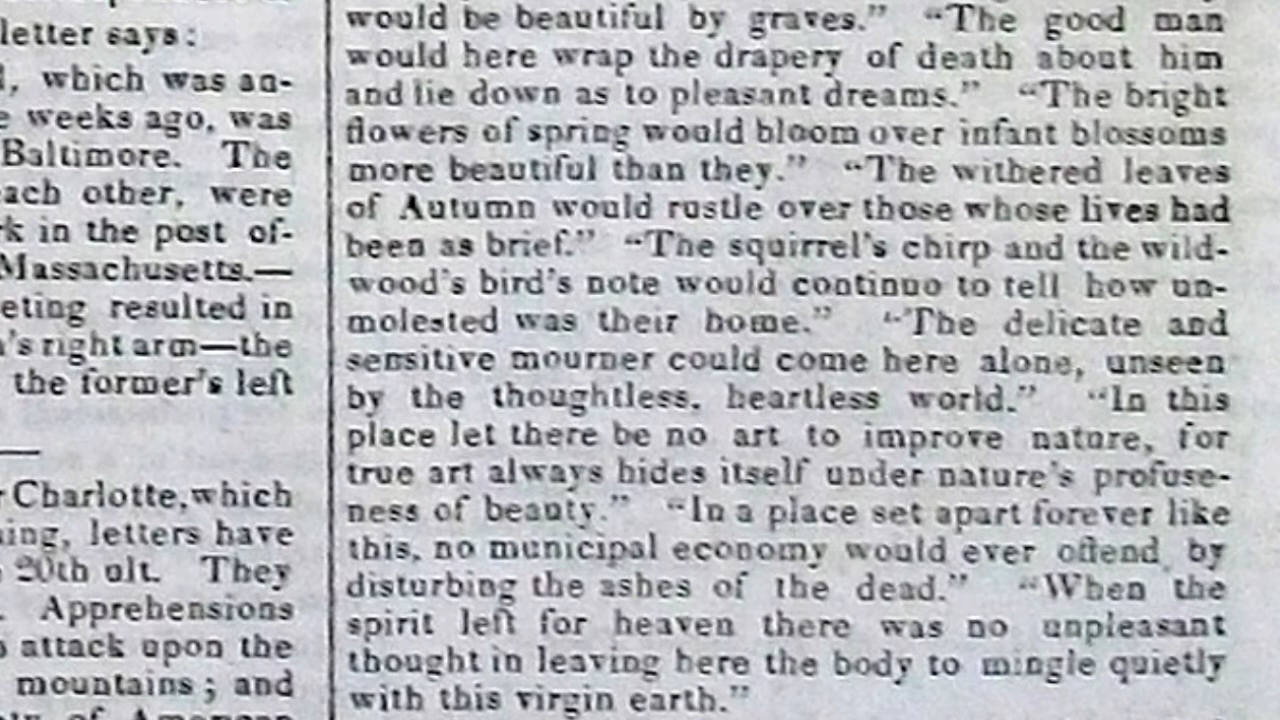 letter says:
which was an-
weeks ago, was
Baltimore. The
each other, were
in the post of-
Massachusetts.—
eting resulted in
's right arm—the
the former's left
Charlotte, which
ing, letters have
20th ult. They
Apprehensions
attack upon the
mountains; and
of American
would be beautiful by graves." "The good man
would here wrap the drapery of death about him
and lie down as to pleasant dreams." "The bright
flowers of spring would bloom over infant blossoms
more beautiful than they." "The withered leaves
of Autumn would rustle over those whose lives had
been as brief." "The squirrel's chirp and the wild-
wood's bird's note would continue to tell how un-
molested was their home." "The delicate and
sensitive mourner could come here alone, unseen
by the thoughtless, heartless world." "In this
place let there be no art to improve nature, for
true art always hides itself under nature's profuse-
ness of beauty." "In a place set apart forever like
this, no municipal economy would ever offend by
disturbing the ashes of the dead." "When the
spirit left for heaven there was no unpleasant
thought in leaving here the body to mingle quietly
with this virgin earth."